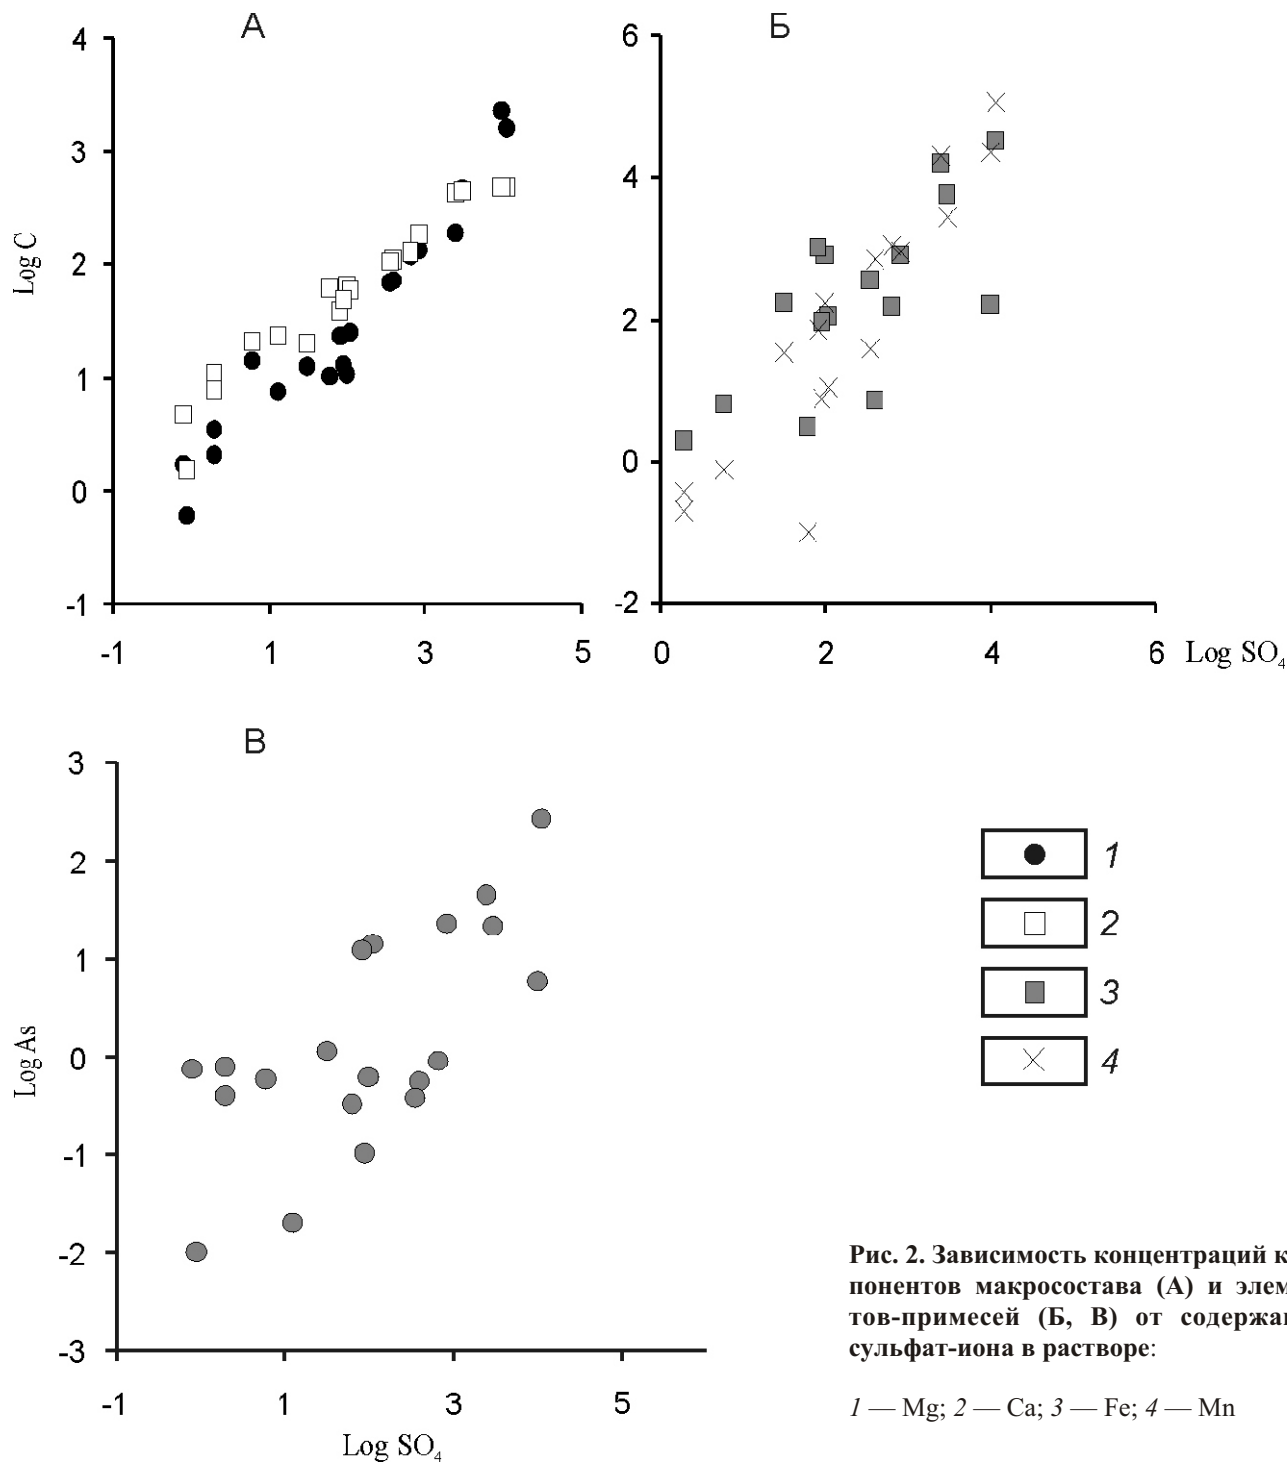 А
4
3
2
1
0
-1
Log C
-1
1
3
5
Б
6
4
2
0
-2
0
2
4
6
Log SO4
В
3
2
1
0
-1
-2
-3
Log As
-1
1
3
5
Log SO4
1
2
3
4
Рис. 2. Зависимость концентраций
понентов макросостава (А) и
тов-примесей (Б, В) от
сульфат-иона в растворе:
1 — Mg; 2 — Ca; 3 — Fe; 4 — Mn